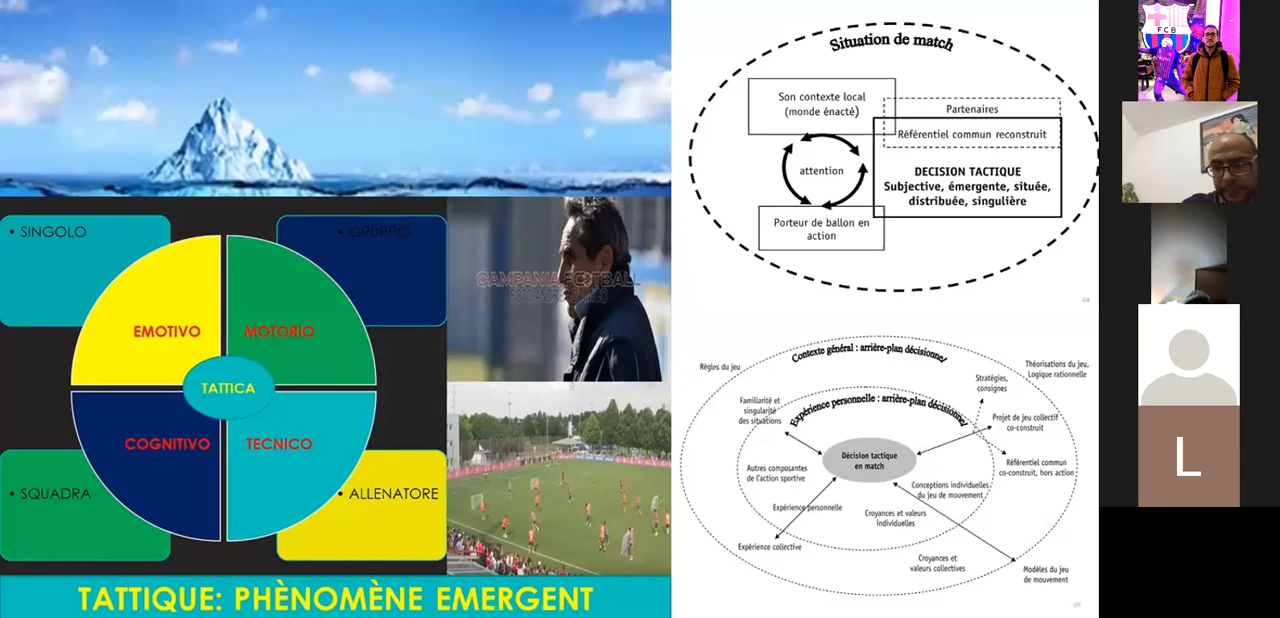 • SINGOLO
• GRUPPO
EMOTIVO
MOTORIO
TATTICA
COGNITIVO
TECNICO
• SQUADRA
• ALLENATORE
CAMPANIA FOOTBALL
TATTIQUE: PHÈNOMÈNE EMERGENT
Situation de match
Son contexte local
(monde énacté)
Partenaires
Référentiel commun reconstruit
attention
DECISION TACTIQUE
Subjective, émergente, située,
distribuée, singulière
Porteur de ballon en
action
64
Contexte général : arrière-plan décisionnel
Règles du jeu
Théorisations du jeu,
Logique rationnelle
Stratégies,
consignes
Familiarité et
singularité
des situations
Expérience personnelle : arrière-plan décisionnel
Projet de jeu collectif
co-construit
Décision tactique
en match
Autres composantes
de l'action sportive
Référentiel commun
co-construit, hors action
Conceptions individuelles
du jeu de mouvement
Expérience personnelle
Croyances et valeurs
individuelles
Expérience collective
Croyances et
valeurs collectives
Modèles du jeu
de mouvement
FCB
L